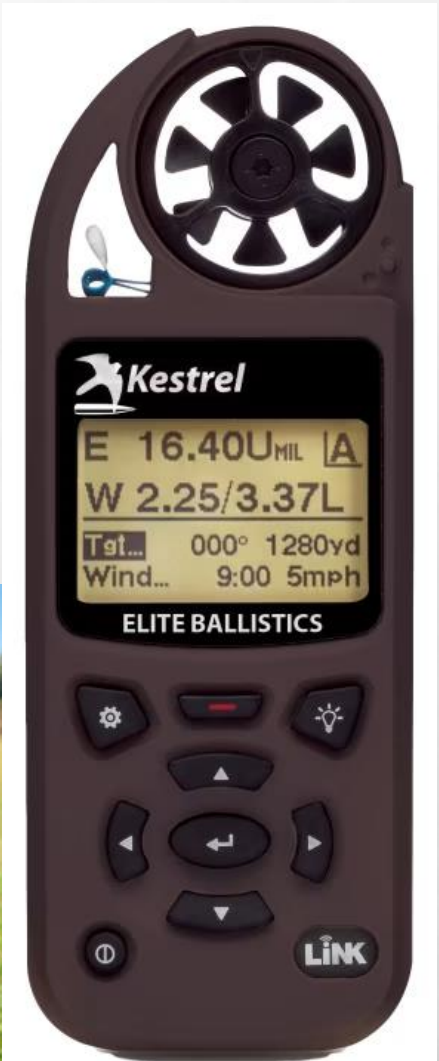 Kestrel
E 16.40UMIL A
W 2.25/3.37L
Tgt... 000° 1280yd
Wind... 9:00 5mph
ELITE BALLISTICS
LiNK